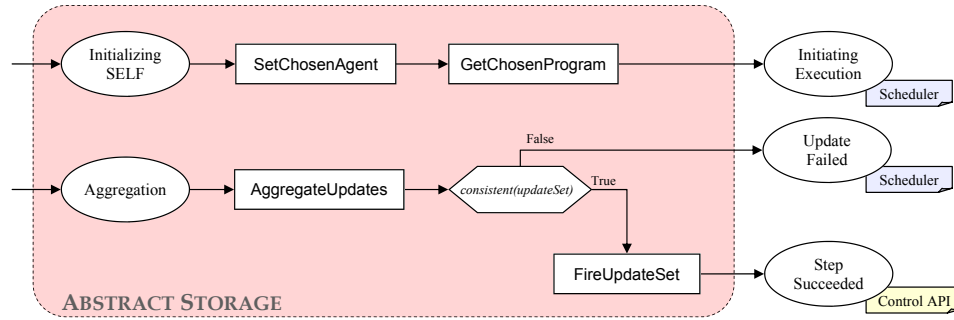 Initializing
SELF
SetChosenAgent
GetChosenProgram
Initiating
Execution
Scheduler
False
Update
Failed
Scheduler
Aggregation
AggregateUpdates
consistent(updateSet)
True
FireUpdateSet
Step
Succeeded
Control API
ABSTRACT STORAGE